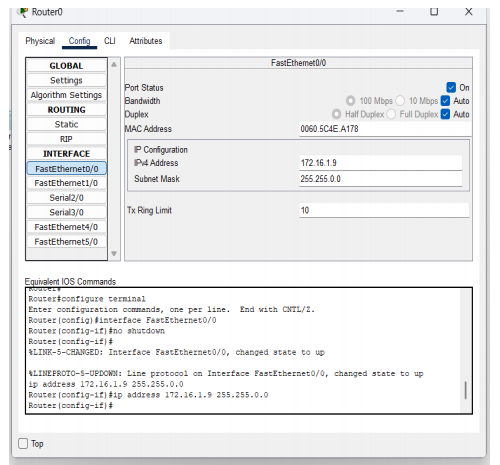 Router0
Physical Config CLI Attributes
GLOBAL
Settings
Algorithm Settings
ROUTING
Static
RIP
INTERFACE
FastEthernet0/0
FastEthernet1/0
Serial2/0
Serial3/0
FastEthernet4/0
FastEthernet5/0
FastEthernet0/0
Port Status On
Bandwidth 100 Mbps 10 Mbps Auto
Duplex Half Duplex Full Duplex Auto
MAC Address 0060.5C4E.A178
IP Configuration
IPv4 Address 172.16.1.9
Subnet Mask 255.255.0.0
Tx Ring Limit 10
Equivalent IOS Commands
Router#
Router#configure terminal
Enter configuration commands, one per line. End with CNTL/Z.
Router(config)#interface FastEthernet0/0
Router(config-if)#no shutdown
Router(config-if)#
%LINK-5-CHANGED: Interface FastEthernet0/0, changed state to up
%LINEPROTO-5-UPDOWN: Line protocol on Interface FastEthernet0/0, changed state to up
ip address 172.16.1.9 255.255.0.0
Router(config-if)#ip address 172.16.1.9 255.255.0.0
Router(config-if)#
Top